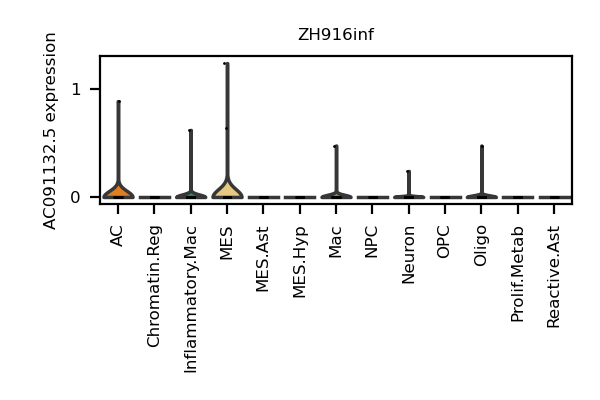 ZH916inf
AC091132.5 expression
1
0
AC
Chromatin.Reg
Inflammatory.Mac
MES
MES.Ast
MES.Hyp
Mac
NPC
Neuron
OPC
Oligo
Prolif.Metab
Reactive.Ast